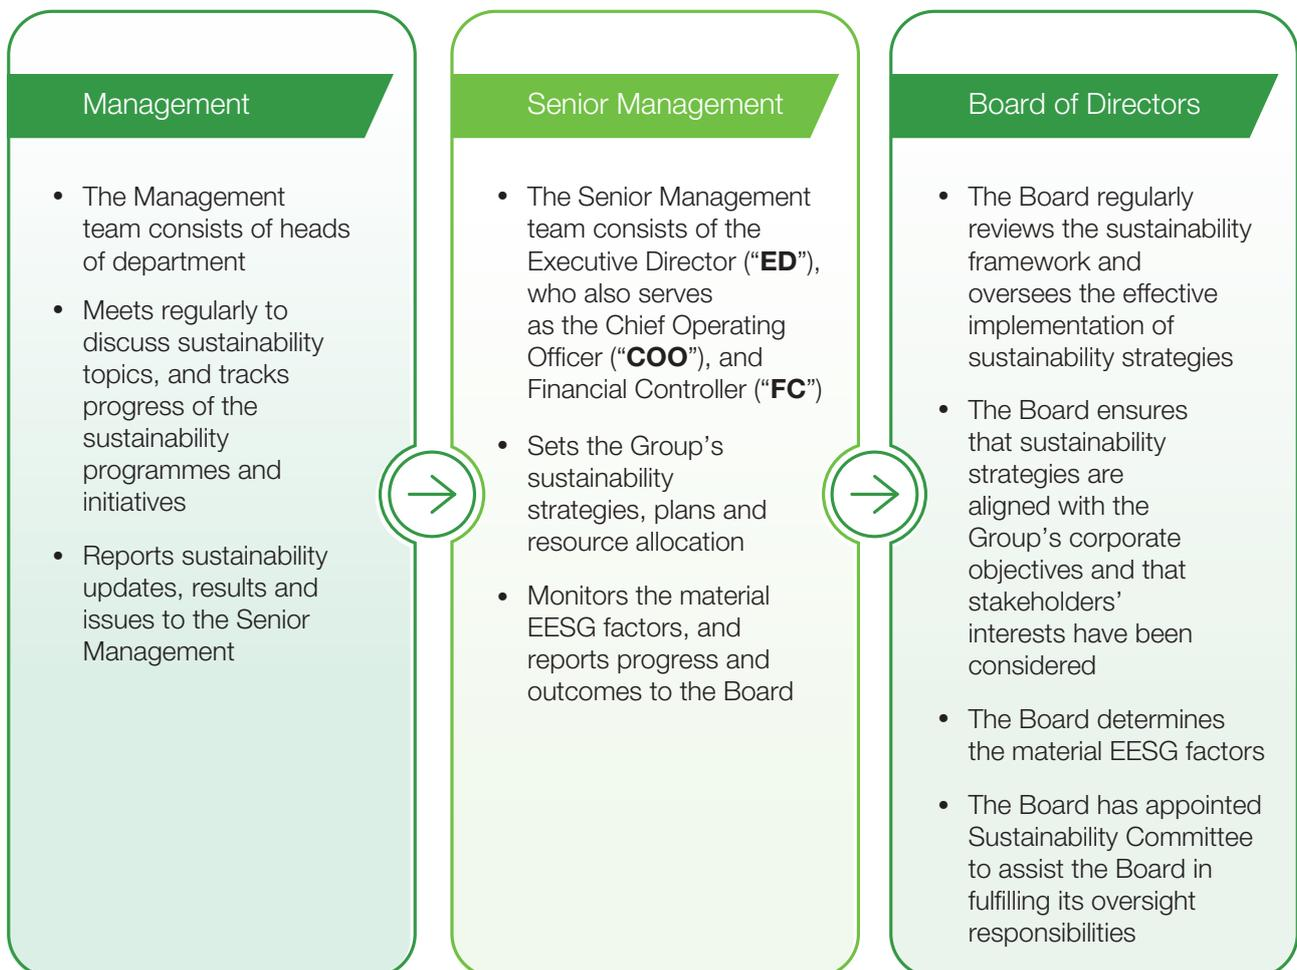 Management
• The Management
team consists of heads
of department
• Meets regularly to
discuss sustainability
topics, and tracks
progress of the
sustainability
programmes and
initiatives
• Reports sustainability
updates, results and
issues to the Senior
Management
Senior Management
• The Senior Management
team consists of the
Executive Director (“ED”),
who also serves
as the Chief Operating
Officer (“COO”), and
Financial Controller (“FC”)
• Sets the Group’s
sustainability
strategies, plans and
resource allocation
• Monitors the material
EESG factors, and
reports progress and
outcomes to the Board
Board of Directors
• The Board regularly
reviews the sustainability
framework and
oversees the effective
implementation of
sustainability strategies
• The Board ensures
that sustainability
strategies are
aligned with the
Group’s corporate
objectives and that
stakeholders’
interests have been
considered
• The Board determines
the material EESG factors
• The Board has appointed
Sustainability Committee
to assist the Board in
fulfilling its oversight
responsibilities